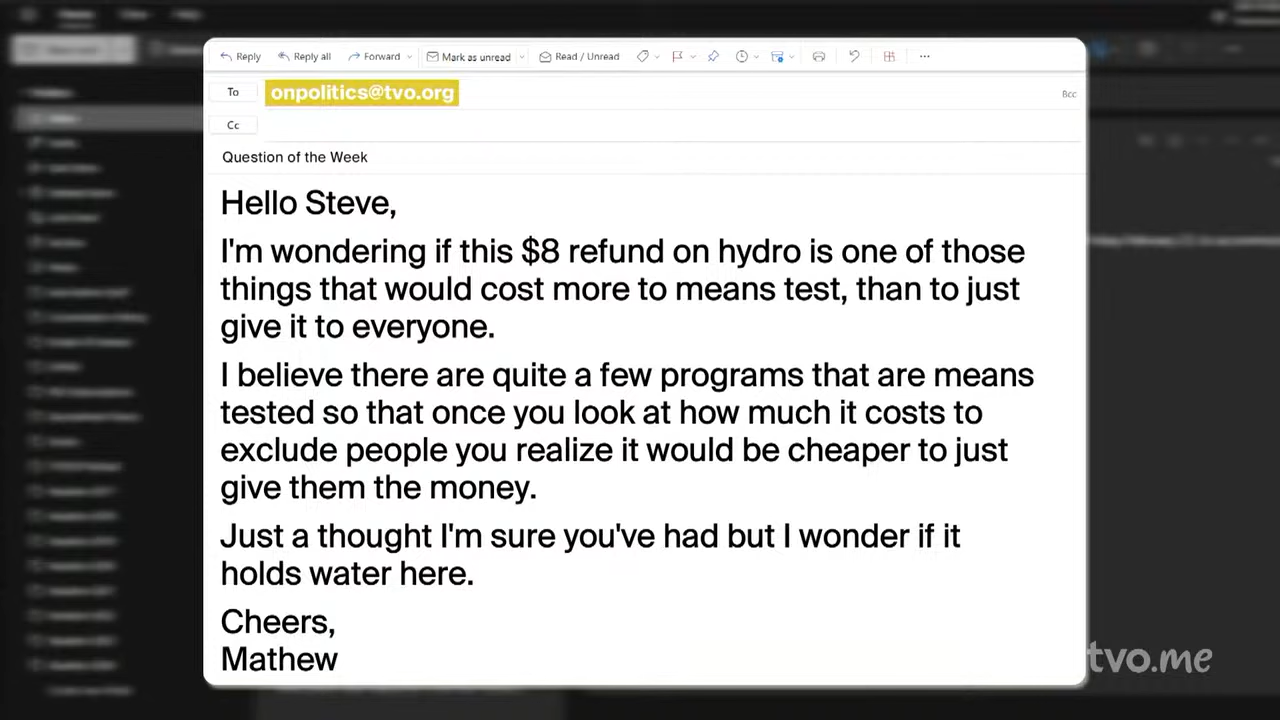 Reply Reply all Forward Mark as unread Read / Unread ...
To onpolitics@tvo.org Bcc
Cc
Question of the Week
Hello Steve,
I'm wondering if this $8 refund on hydro is one of those
things that would cost more to means test, than to just
give it to everyone.
I believe there are quite a few programs that are means
tested so that once you look at how much it costs to
exclude people you realize it would be cheaper to just
give them the money.
Just a thought I'm sure you've had but I wonder if it
holds water here.
Cheers,
Mathew
tvo.me